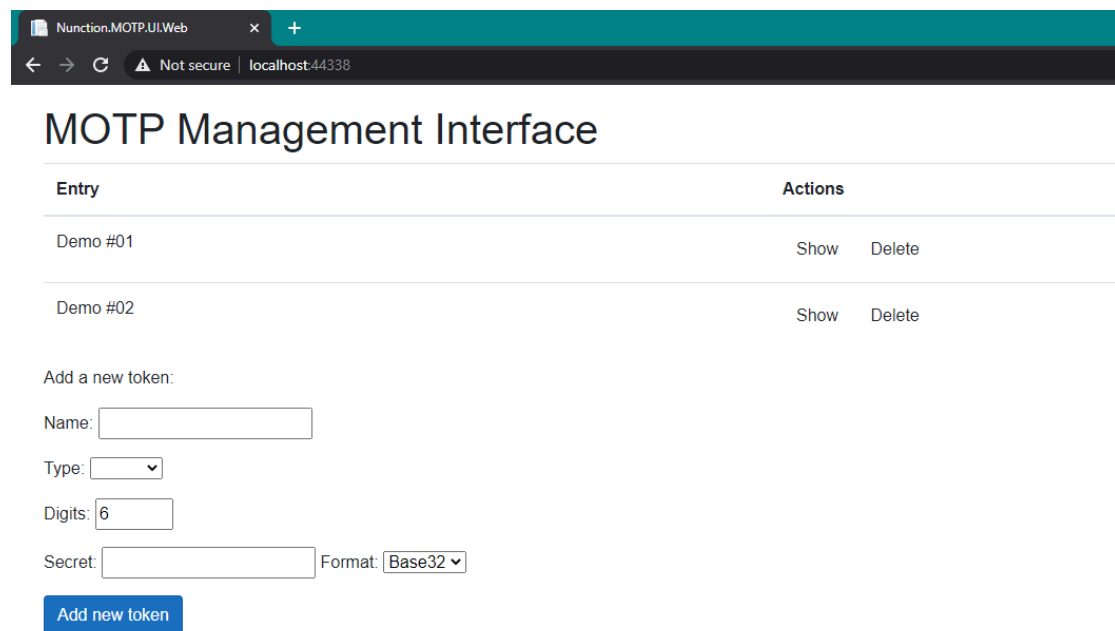 Nunction.MOTP.UI.Web
Not secure | localhost:44338
MOTP Management Interface
Entry Actions
Demo #01 Show Delete
Demo #02 Show Delete
Add a new token:
Name:
Type:
Digits: 6
Secret: Format: Base32
Add new token